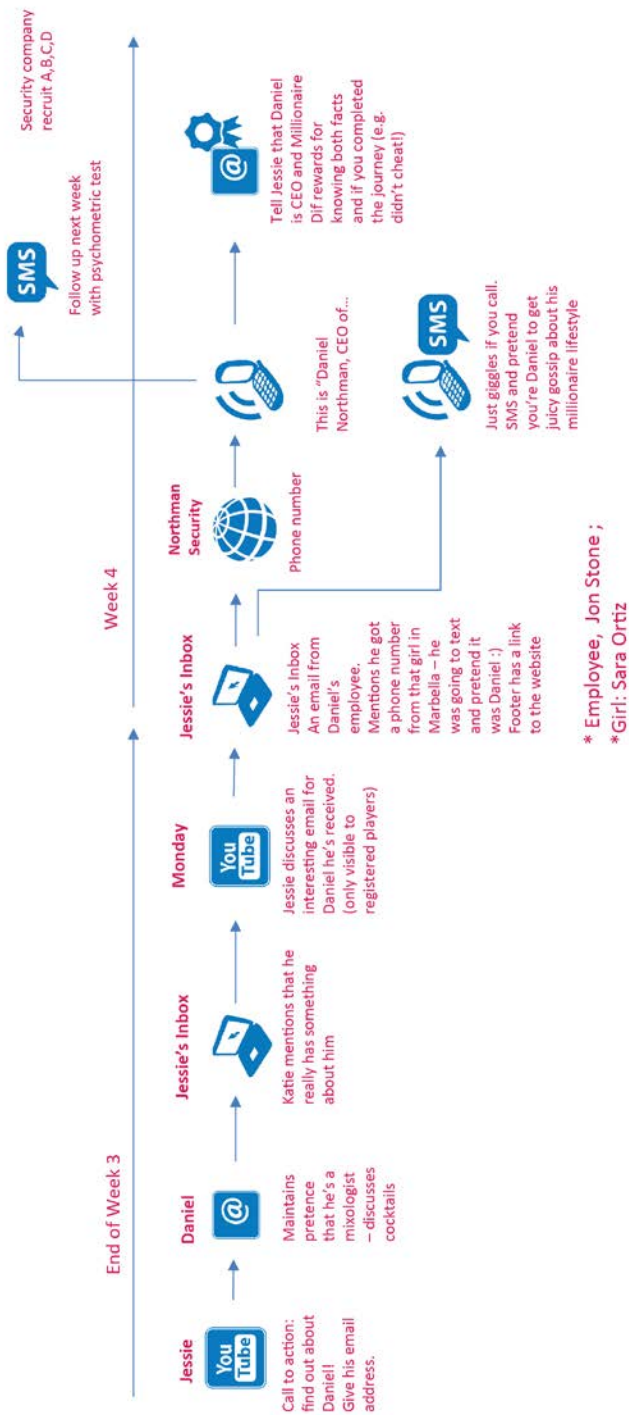 End of Week 3
Week 4
Security company
recruit A,B,C,D
Jessie
You
Tube
Call to action:
find out about
Daniel!
Give his email
address.
Daniel
@
Maintains
pretence
that he's a
mixologist
– discusses
cocktails
Jessie's Inbox
Katie mentions that he
really has something
about him
Monday
You
Tube
Jessie discusses an
interesting email for
Daniel he's received.
(only visible to
registered players)
Jessie's Inbox
Jessie's Inbox
An email from
Daniel's
employee.
Mentions he got
a phone number
from that girl in
Marbella – he
was going to text
and pretend it
was Daniel :)
Footer has a link
to the website
Northman
Security
Phone number
This is "Daniel
Northman, CEO of...
SMS
Follow up next week
with psychometric test
@
Tell Jessie that Daniel
is CEO and Millionaire
Dif rewards for
knowing both facts
and if you completed
the journey (e.g.
didn't cheat!)
SMS
Just giggles if you call.
SMS and pretend
you're Daniel to get
juicy gossip about his
millionaire lifestyle
* Employee, Jon Stone ;
*Girl: Sara Ortiz